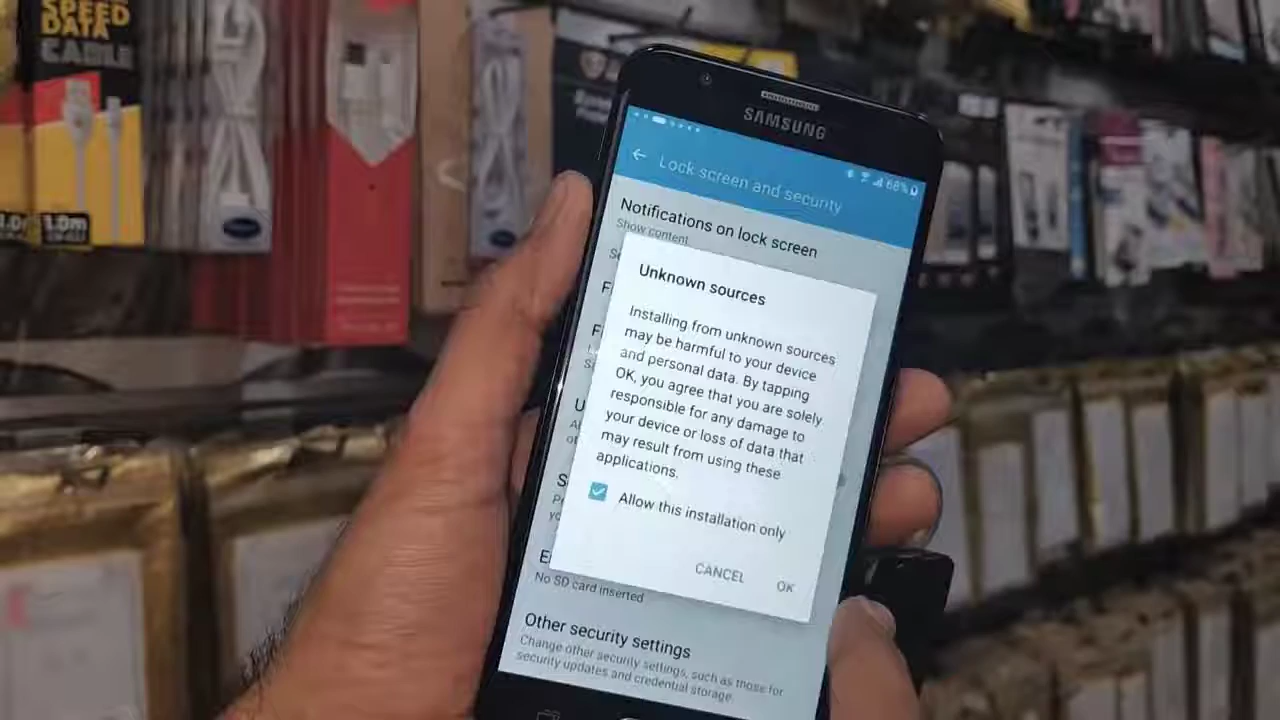 SPEED
DATA
CABLE
1.0m
SAMSUNG
68%
Lock screen and security
Notifications on lock screen
Show content
Unknown sources
Installing from unknown sources
may be harmful to your device
and personal data. By tapping
OK, you agree that you are solely
responsible for any damage to
your device or loss of data that
may result from using these
applications.
Allow this installation only
CANCEL OK
No SD card inserted
Other security settings
Change other security settings, such as those for
security updates and credential storage.